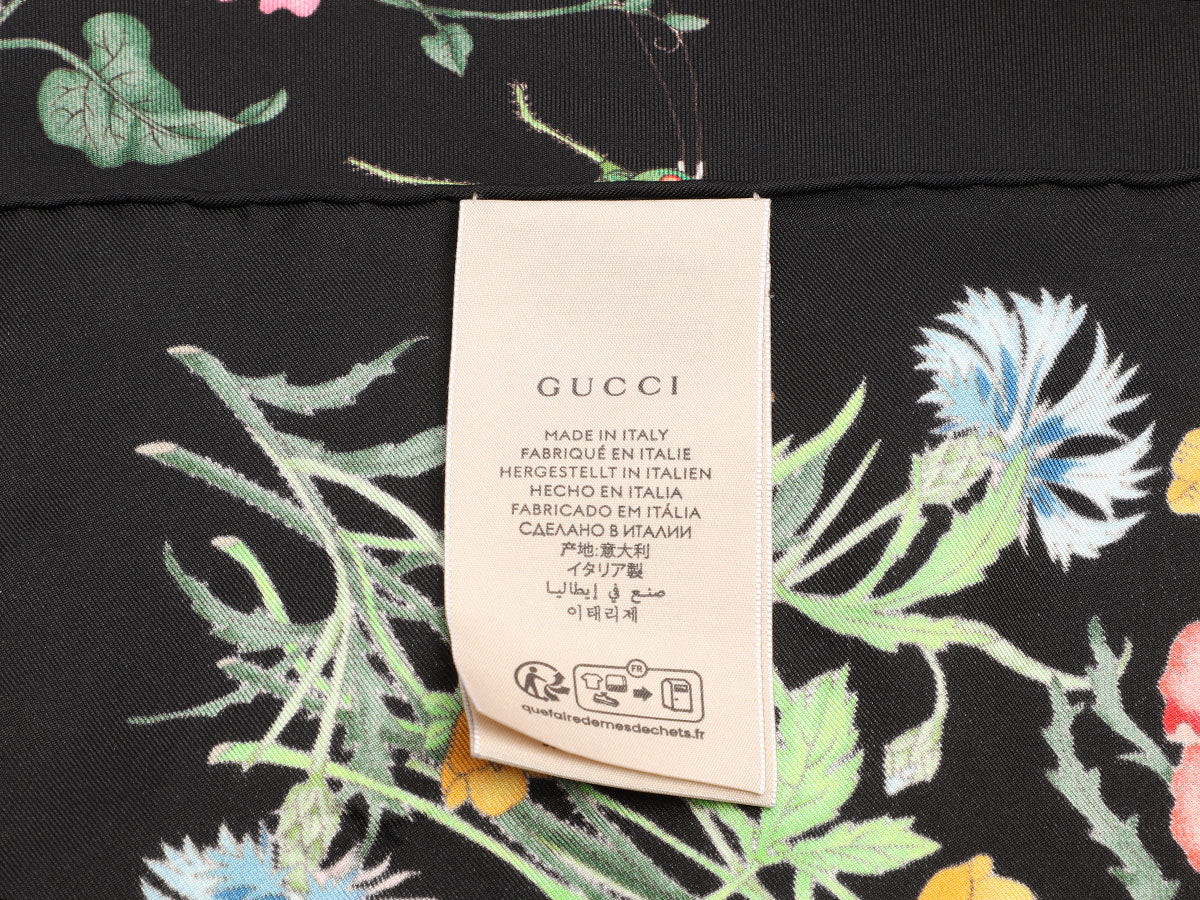 GUCCI
MADE IN ITALY
FABRIQUÉ EN ITALIE
HERGESTELLT IN ITALIEN
HECHO EN ITALIA
FABRICADO EM ITÁLIA
СДЕЛАНО В ИТАЛИИ
产地:意大利
イタリア製
صنع في إيطاليا
이태리제
FR
quefairedemesdechets.fr